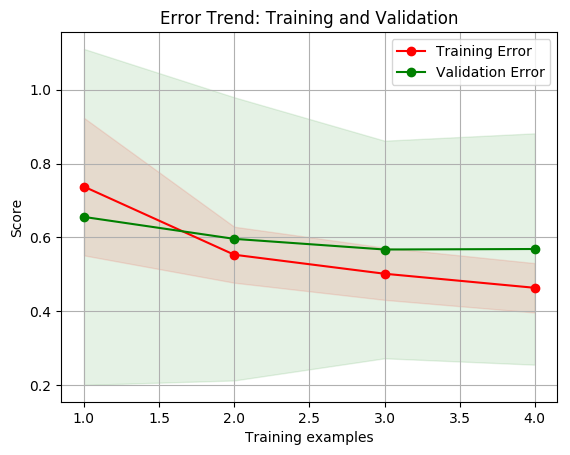 Error Trend: Training and Validation
Training Error
Validation Error
Score
1.0
0.8
0.6
0.4
0.2
1.0 1.5 2.0 2.5 3.0 3.5 4.0
Training examples